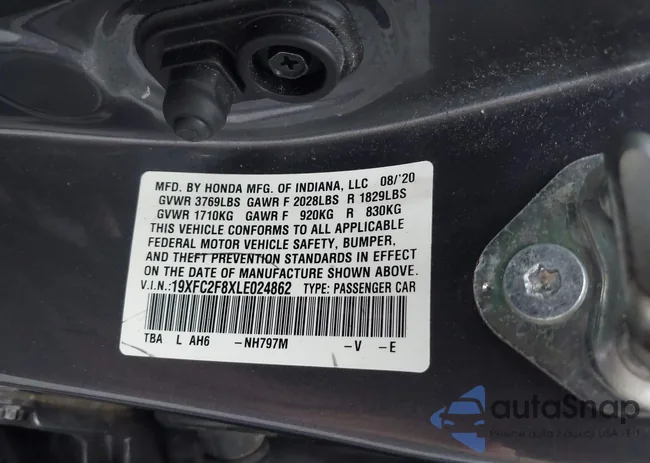 MFD. BY HONDA MFG. OF INDIANA, LLC 08/'20
GVWR 3769LBS GAWR F 2028LBS R 1829LBS
GVWR 1710KG GAWR F 920KG R 830KG
THIS VEHICLE CONFORMS TO ALL APPLICABLE
FEDERAL MOTOR VEHICLE SAFETY, BUMPER,
AND THEFT PREVENTION STANDARDS IN EFFECT
ON THE DATE OF MANUFACTURE SHOWN ABOVE.
V.I.N.:19XFC2F8XLE024862 TYPE: PASSENGER CAR
TBA L AH6 -NH797M -V -E
autaSnap